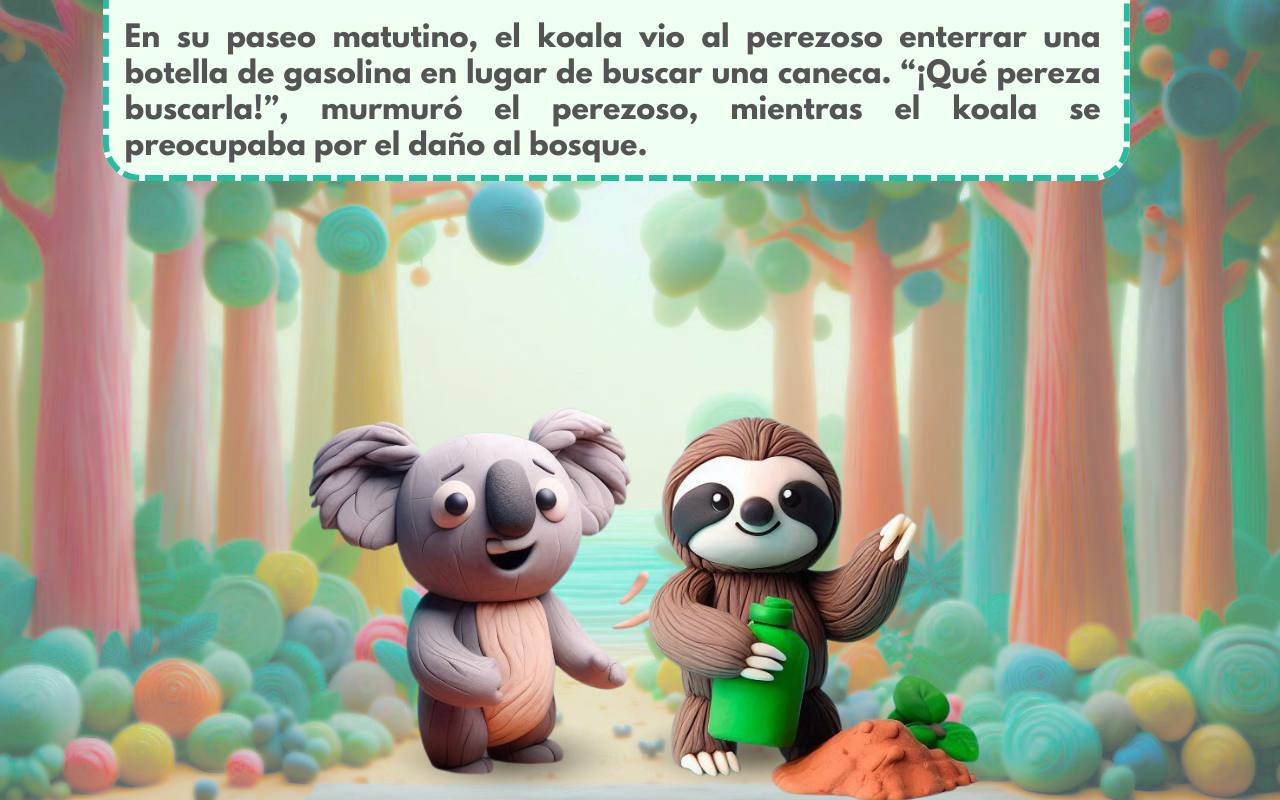 En su paseo matutino, el koala vio al perezoso enterrar una
botella de gasolina en lugar de buscar una caneca. “¡Qué pereza
buscarla!”, murmuró el perezoso, mientras el koala se
preocupaba por el daño al bosque.